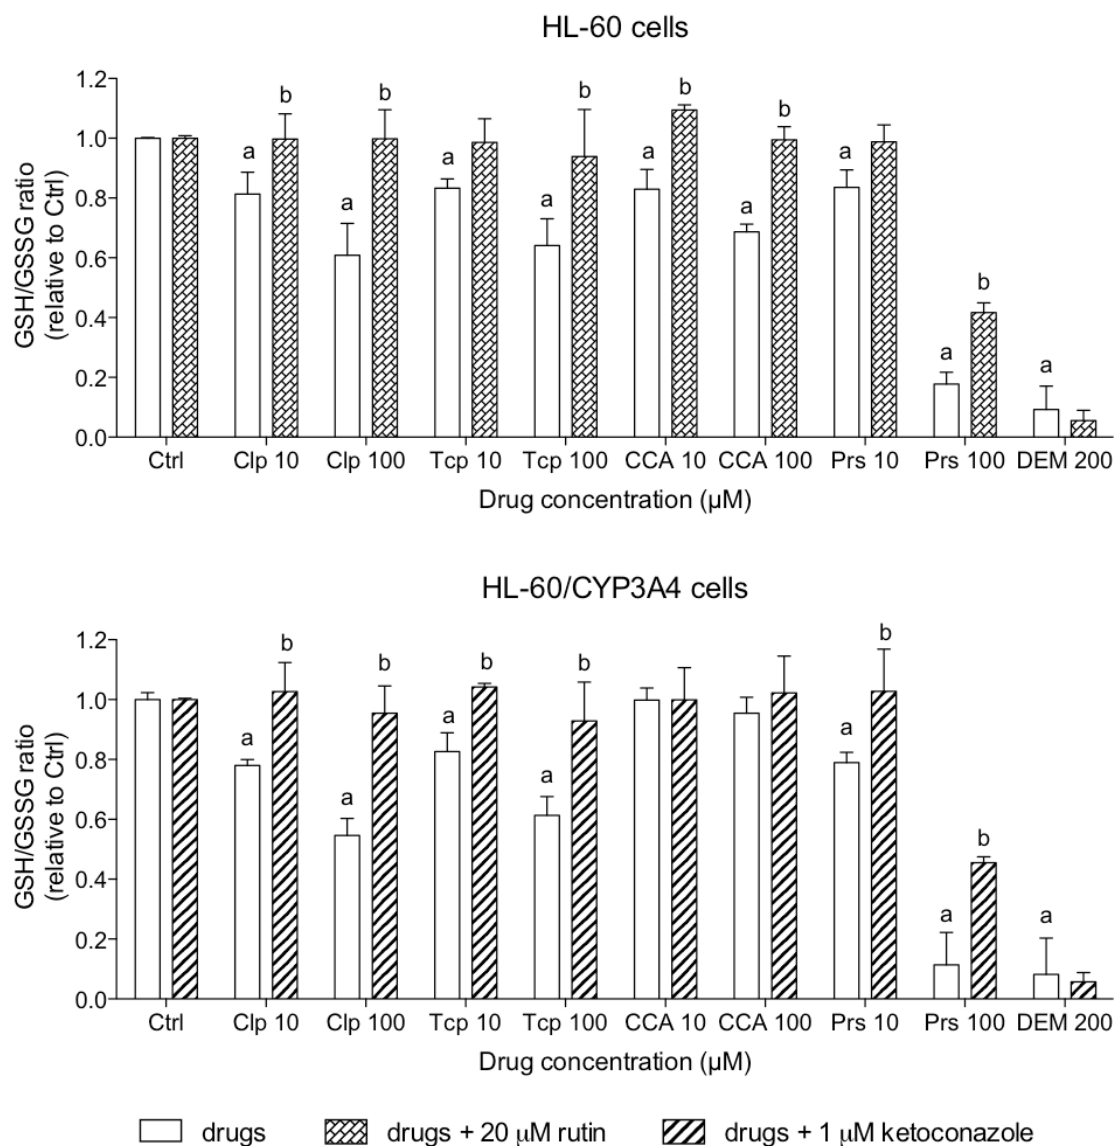 HL-60 cells
GSH/GSSG ratio
(relative to Ctrl)
1.2
1.0
0.8
0.6
0.4
0.2
0.0
b b b b b b
a a a a a a a a a
Ctrl Clp 10 Clp 100 Tcp 10 Tcp 100 CCA 10 CCA 100 Prs 10 Prs 100 DEM 200
Drug concentration (µM)
HL-60/CYP3A4 cells
GSH/GSSG ratio
(relative to Ctrl)
1.2
1.0
0.8
0.6
0.4
0.2
0.0
b b b b b b
a a a a a a a
Ctrl Clp 10 Clp 100 Tcp 10 Tcp 100 CCA 10 CCA 100 Prs 10 Prs 100 DEM 200
Drug concentration (µM)
drugs drugs + 20 µM rutin drugs + 1 µM ketoconazole